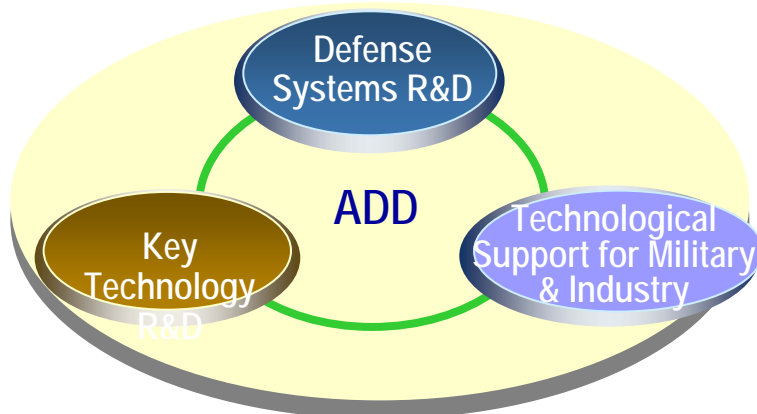 Defense
Systems R&D
ADD
Key
Technology
R&D
Technological
Support for Military
& Industry